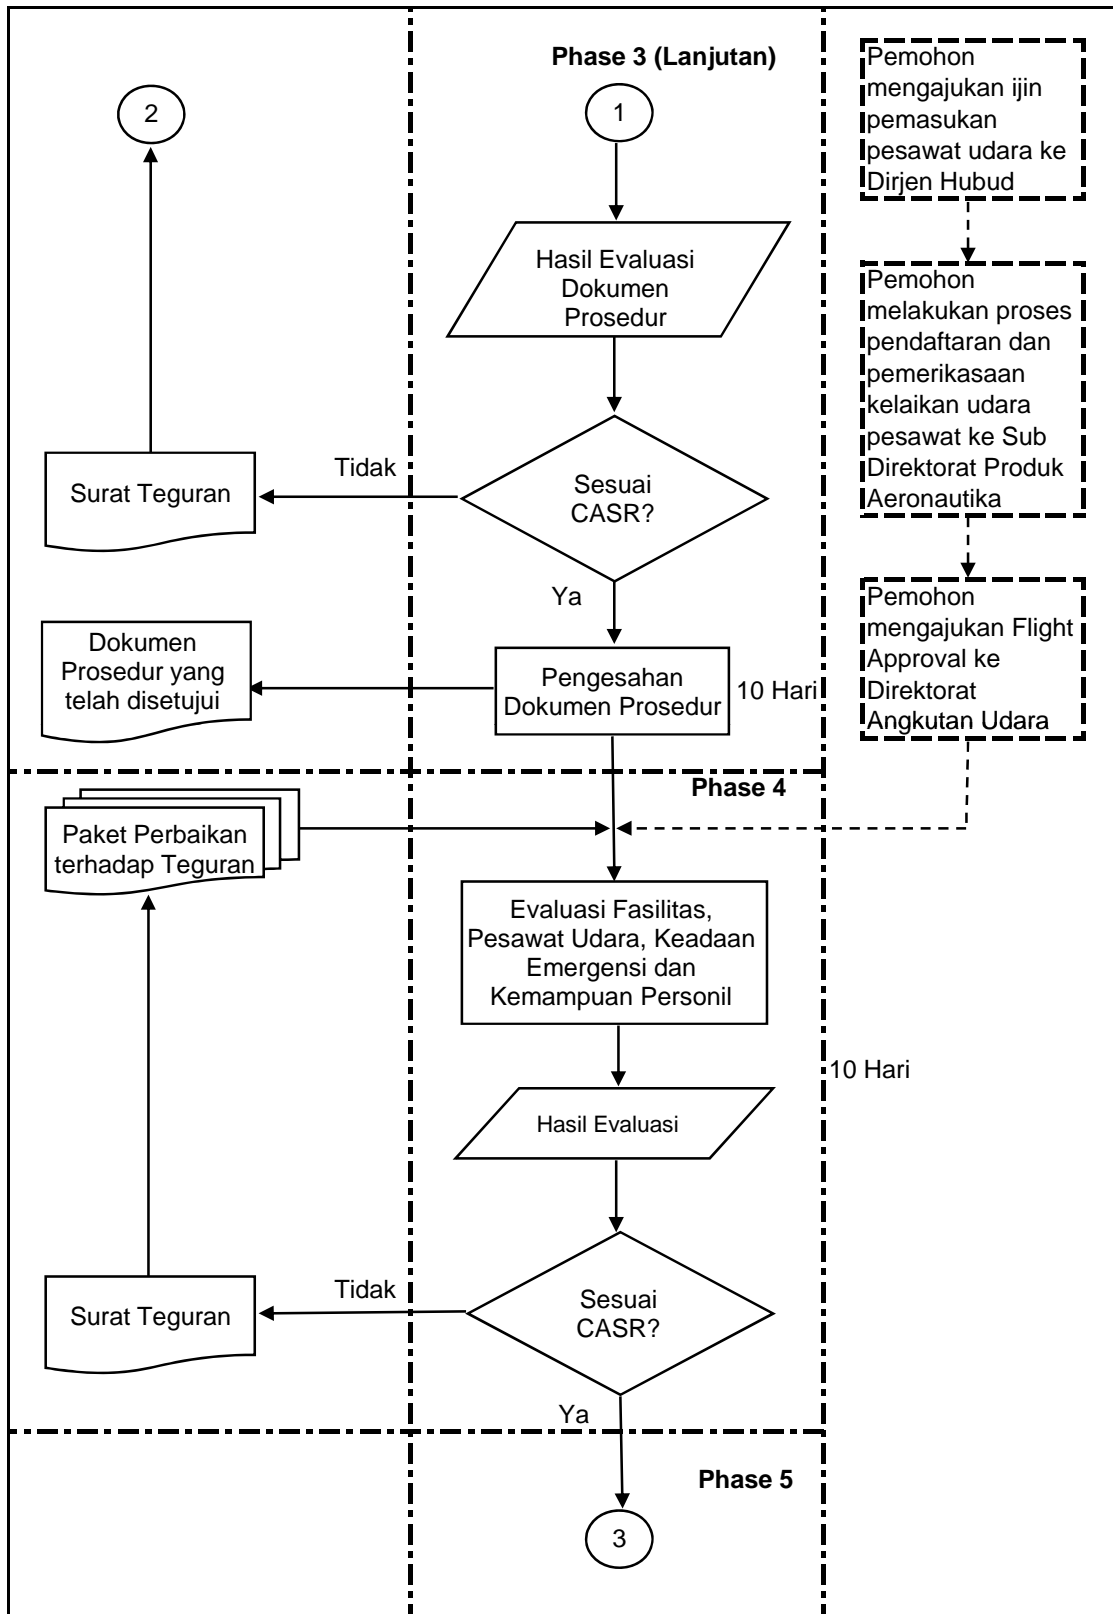 Phase 3 (Lanjutan)
2
1
Pemohon
mengajukan ijin
pemasukan
pesawat udara ke
Dirjen Hubud
Hasil Evaluasi
Dokumen
Prosedur
Pemohon
melakukan proses
pendaftaran dan
pemerikasaan
kelaikan udara
pesawat ke Sub
Direktorat Produk
Aeronautika
Surat Teguran
Tidak
Sesuai
CASR?
Ya
Dokumen
Prosedur yang
telah disetujui
Pengesahan
Dokumen Prosedur
10 Hari
Pemohon
mengajukan Flight
Approval ke
Direktorat
Angkutan Udara
Phase 4
Paket Perbaikan
terhadap Teguran
Evaluasi Fasilitas,
Pesawat Udara, Keadaan
Emergensi dan
Kemampuan Personil
10 Hari
Hasil Evaluasi
Surat Teguran
Tidak
Sesuai
CASR?
Ya
Phase 5
3